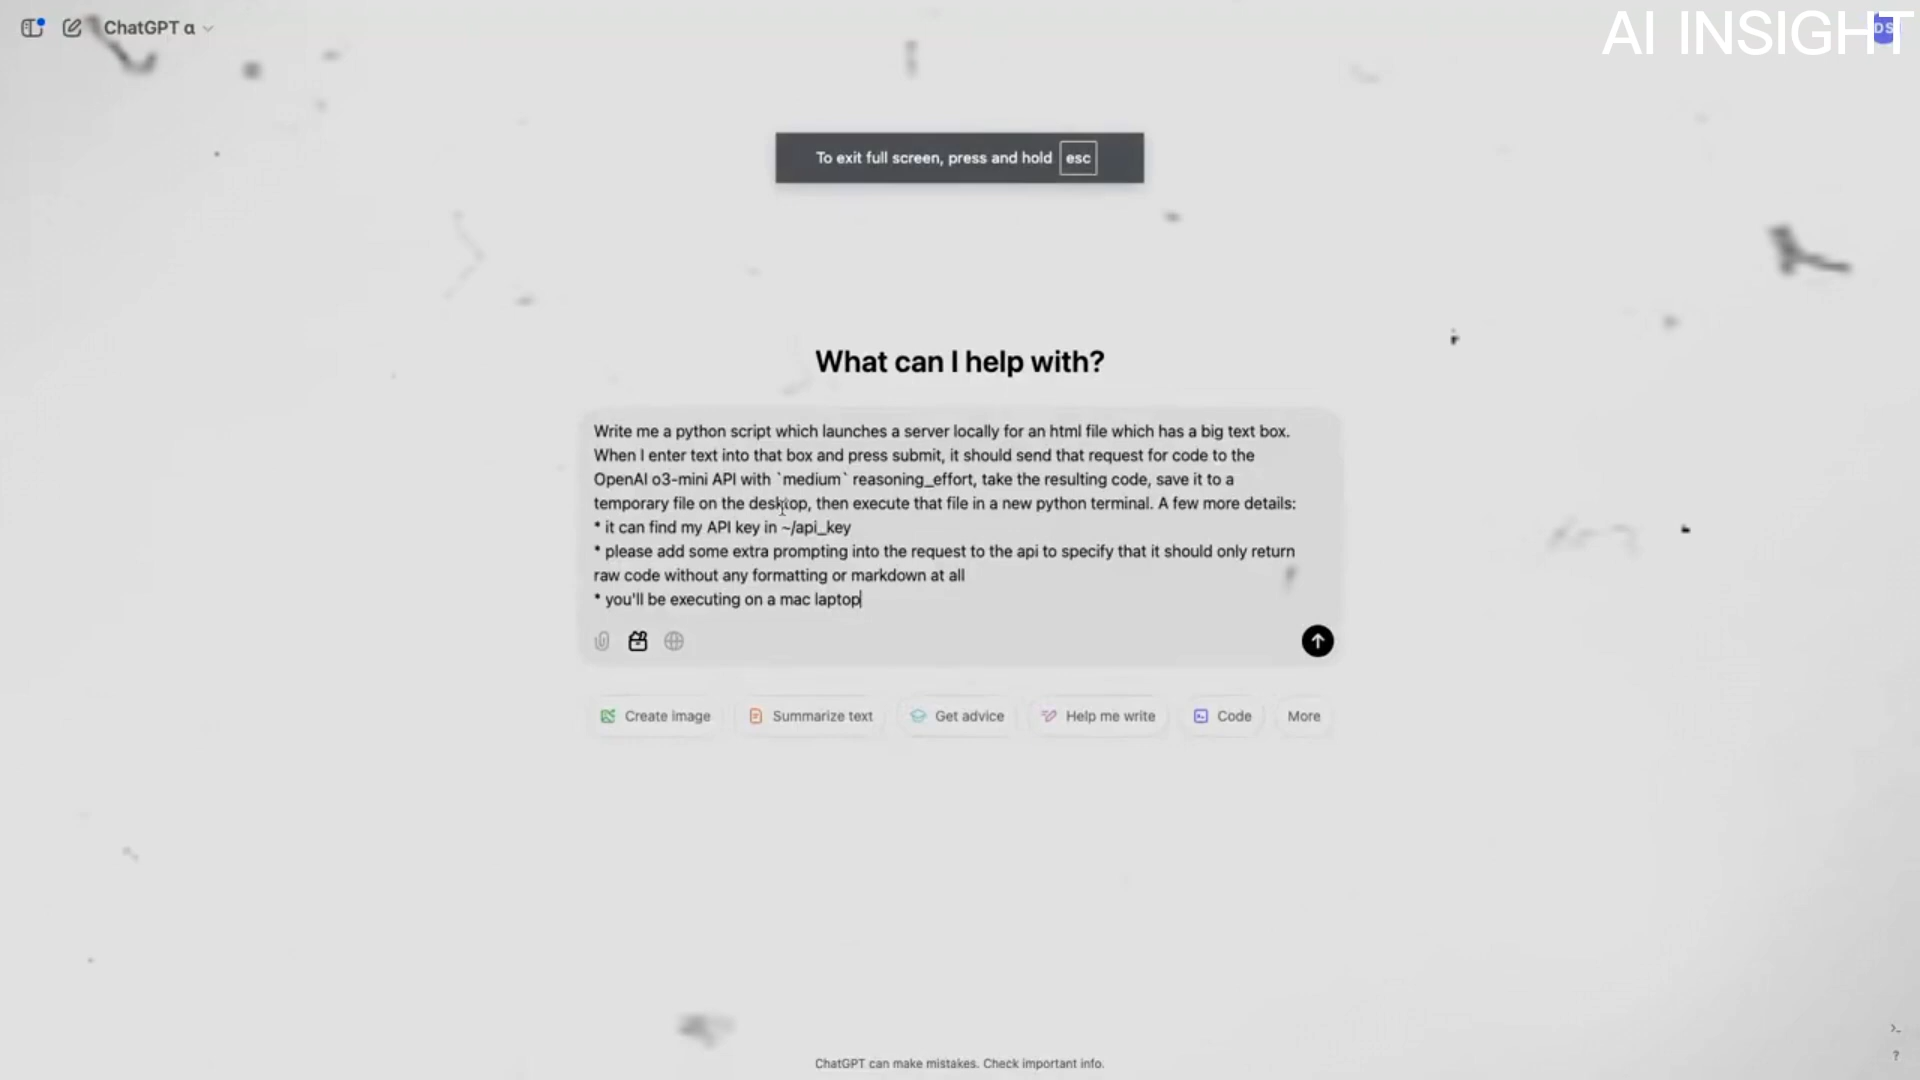 ChatGPT α
AI INSIGHT
DS
To exit full screen, press and hold esc
What can I help with?
Write me a python script which launches a server locally for an html file which has a big text box.
When I enter text into that box and press submit, it should send that request for code to the
OpenAI o3-mini API with `medium` reasoning_effort, take the resulting code, save it to a
temporary file on the desktop, then execute that file in a new python terminal. A few more details:
* it can find my API key in ~/api_key
* please add some extra prompting into the request to the api to specify that it should only return
raw code without any formatting or markdown at all
* you'll be executing on a mac laptop
Create image
Summarize text
Get advice
Help me write
Code
More
ChatGPT can make mistakes. Check important info.
?